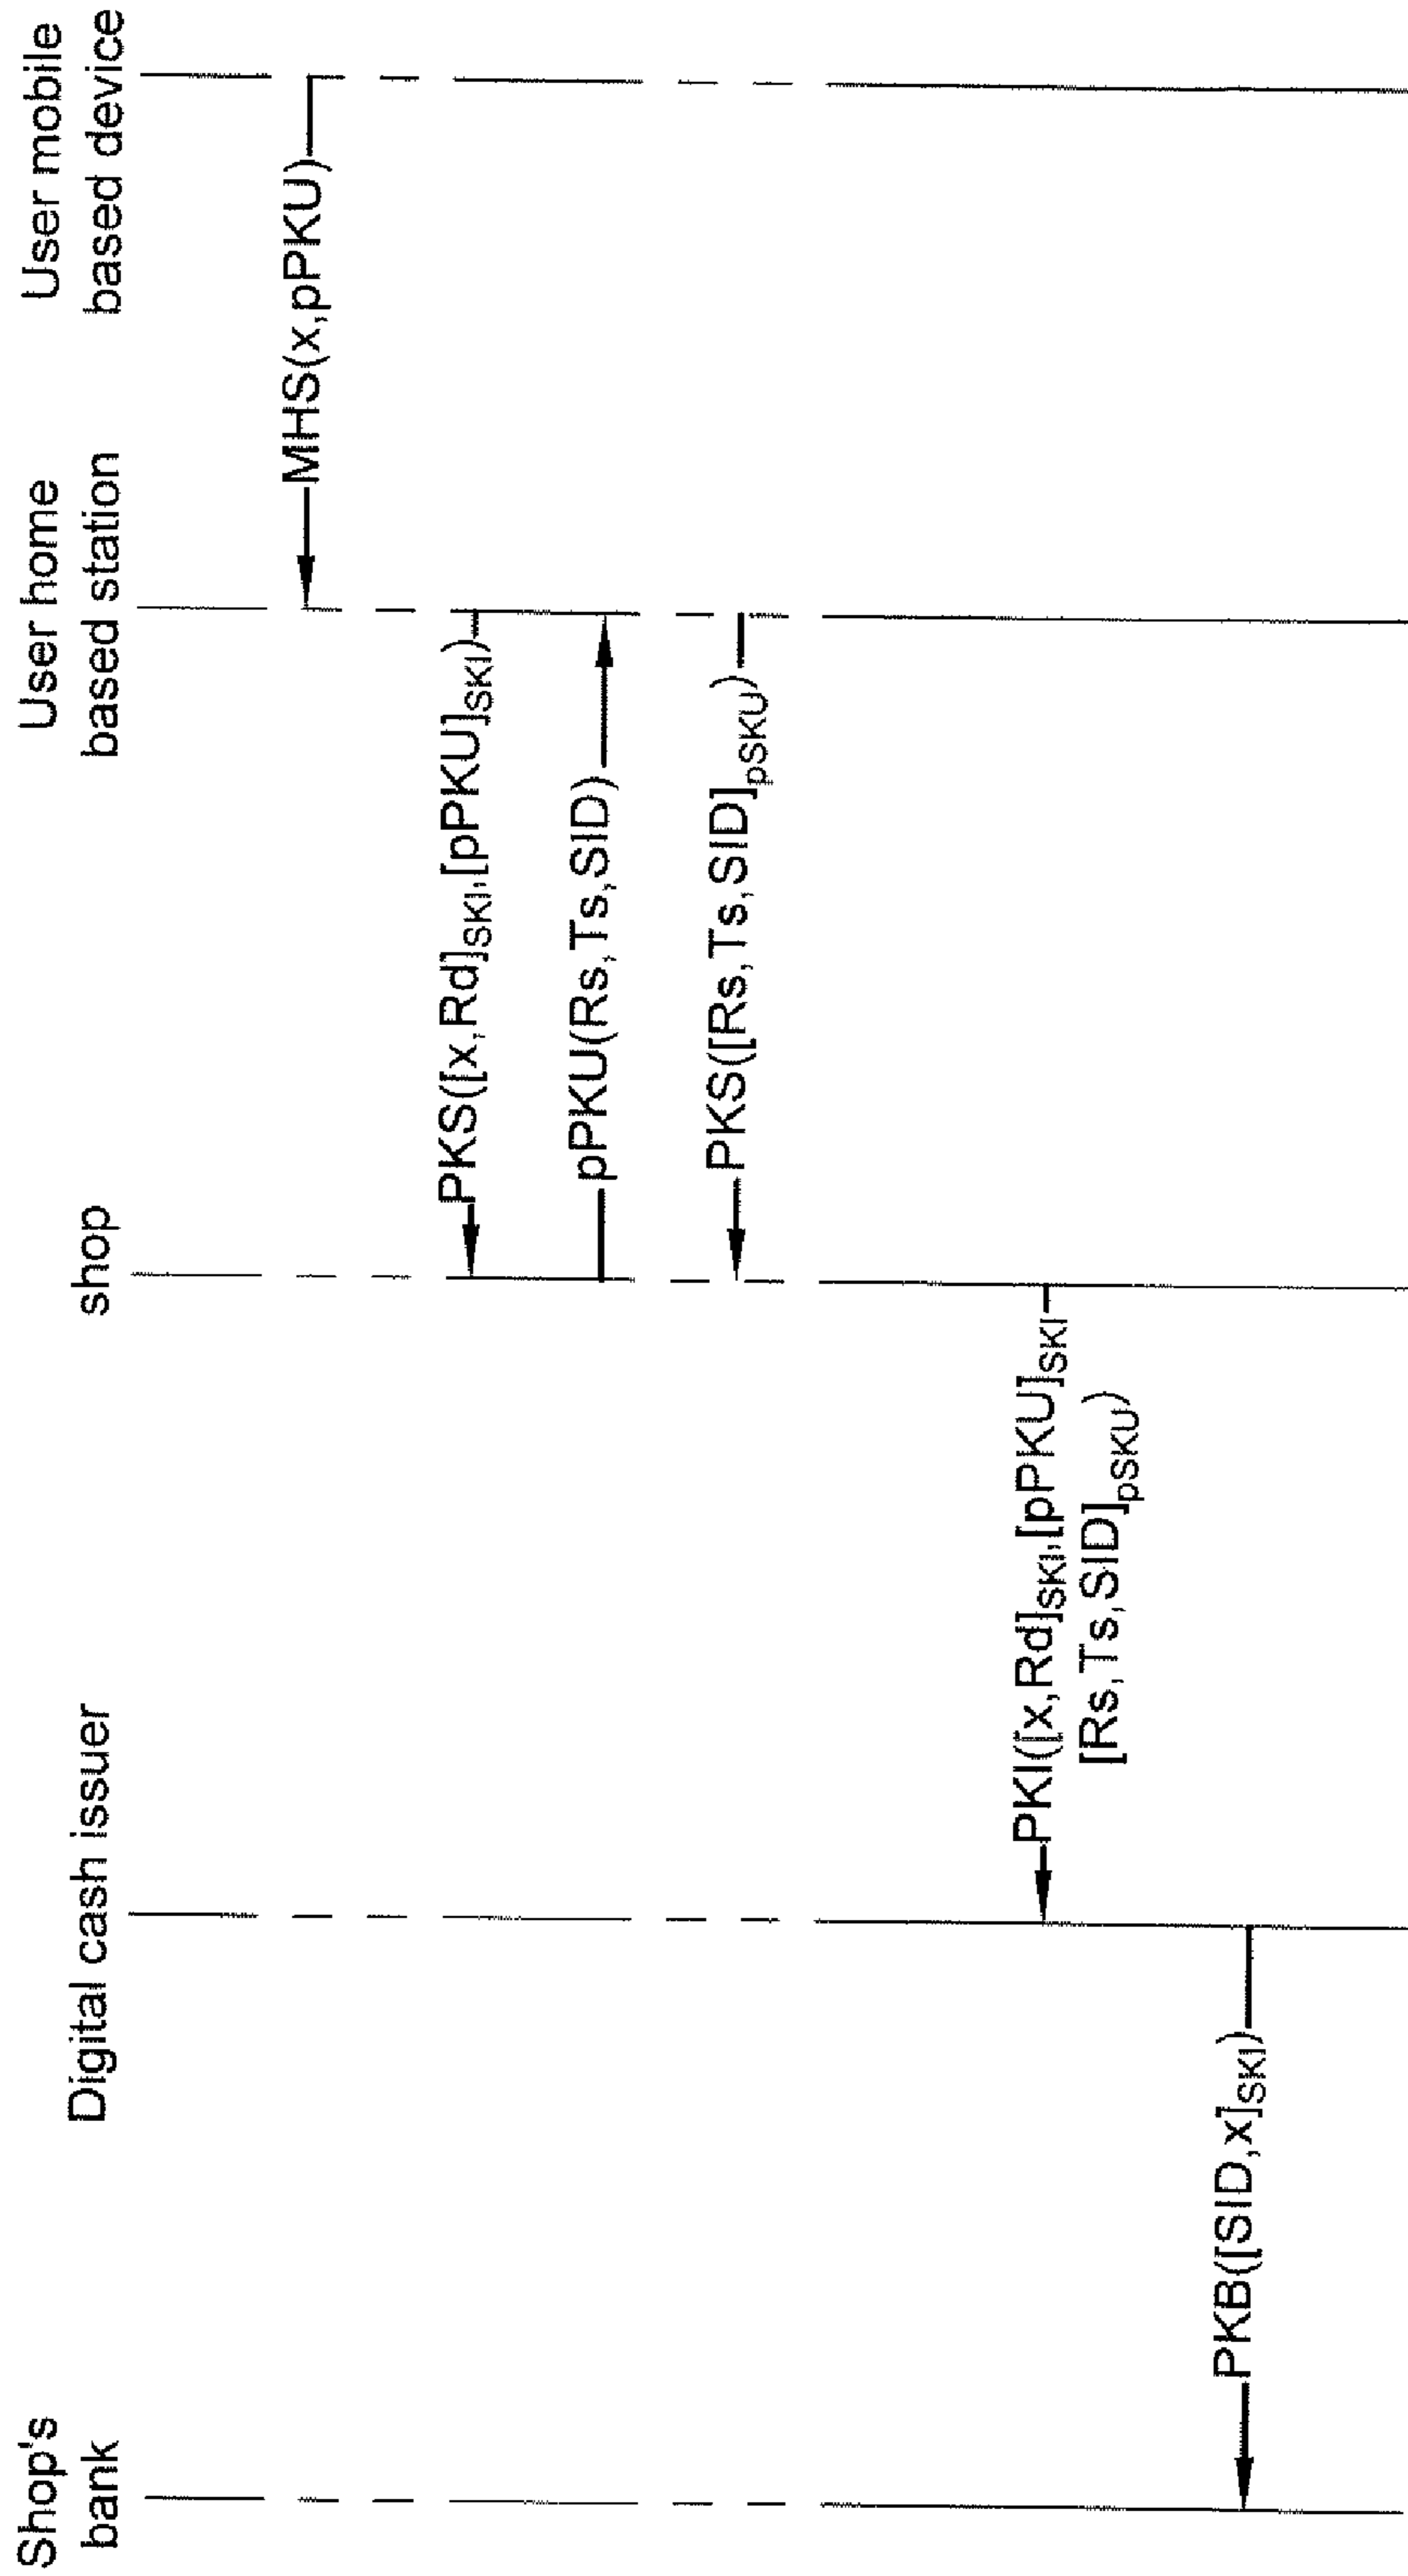 Shop's
bank
Digital cash issuer
shop
User home
based station
User mobile
based device
MHS(x,pPKU)
PKS([x,Rd]SKI,[pPKU]SKI)
pPKU(Rs,Ts,SID)
PKS([Rs,Ts,SID]pSKU)
PKI([x,Rd]SKI,[pPKU]SKI
[Rs,Ts,SID]pSKU)
PKB([SID,x]SKI)